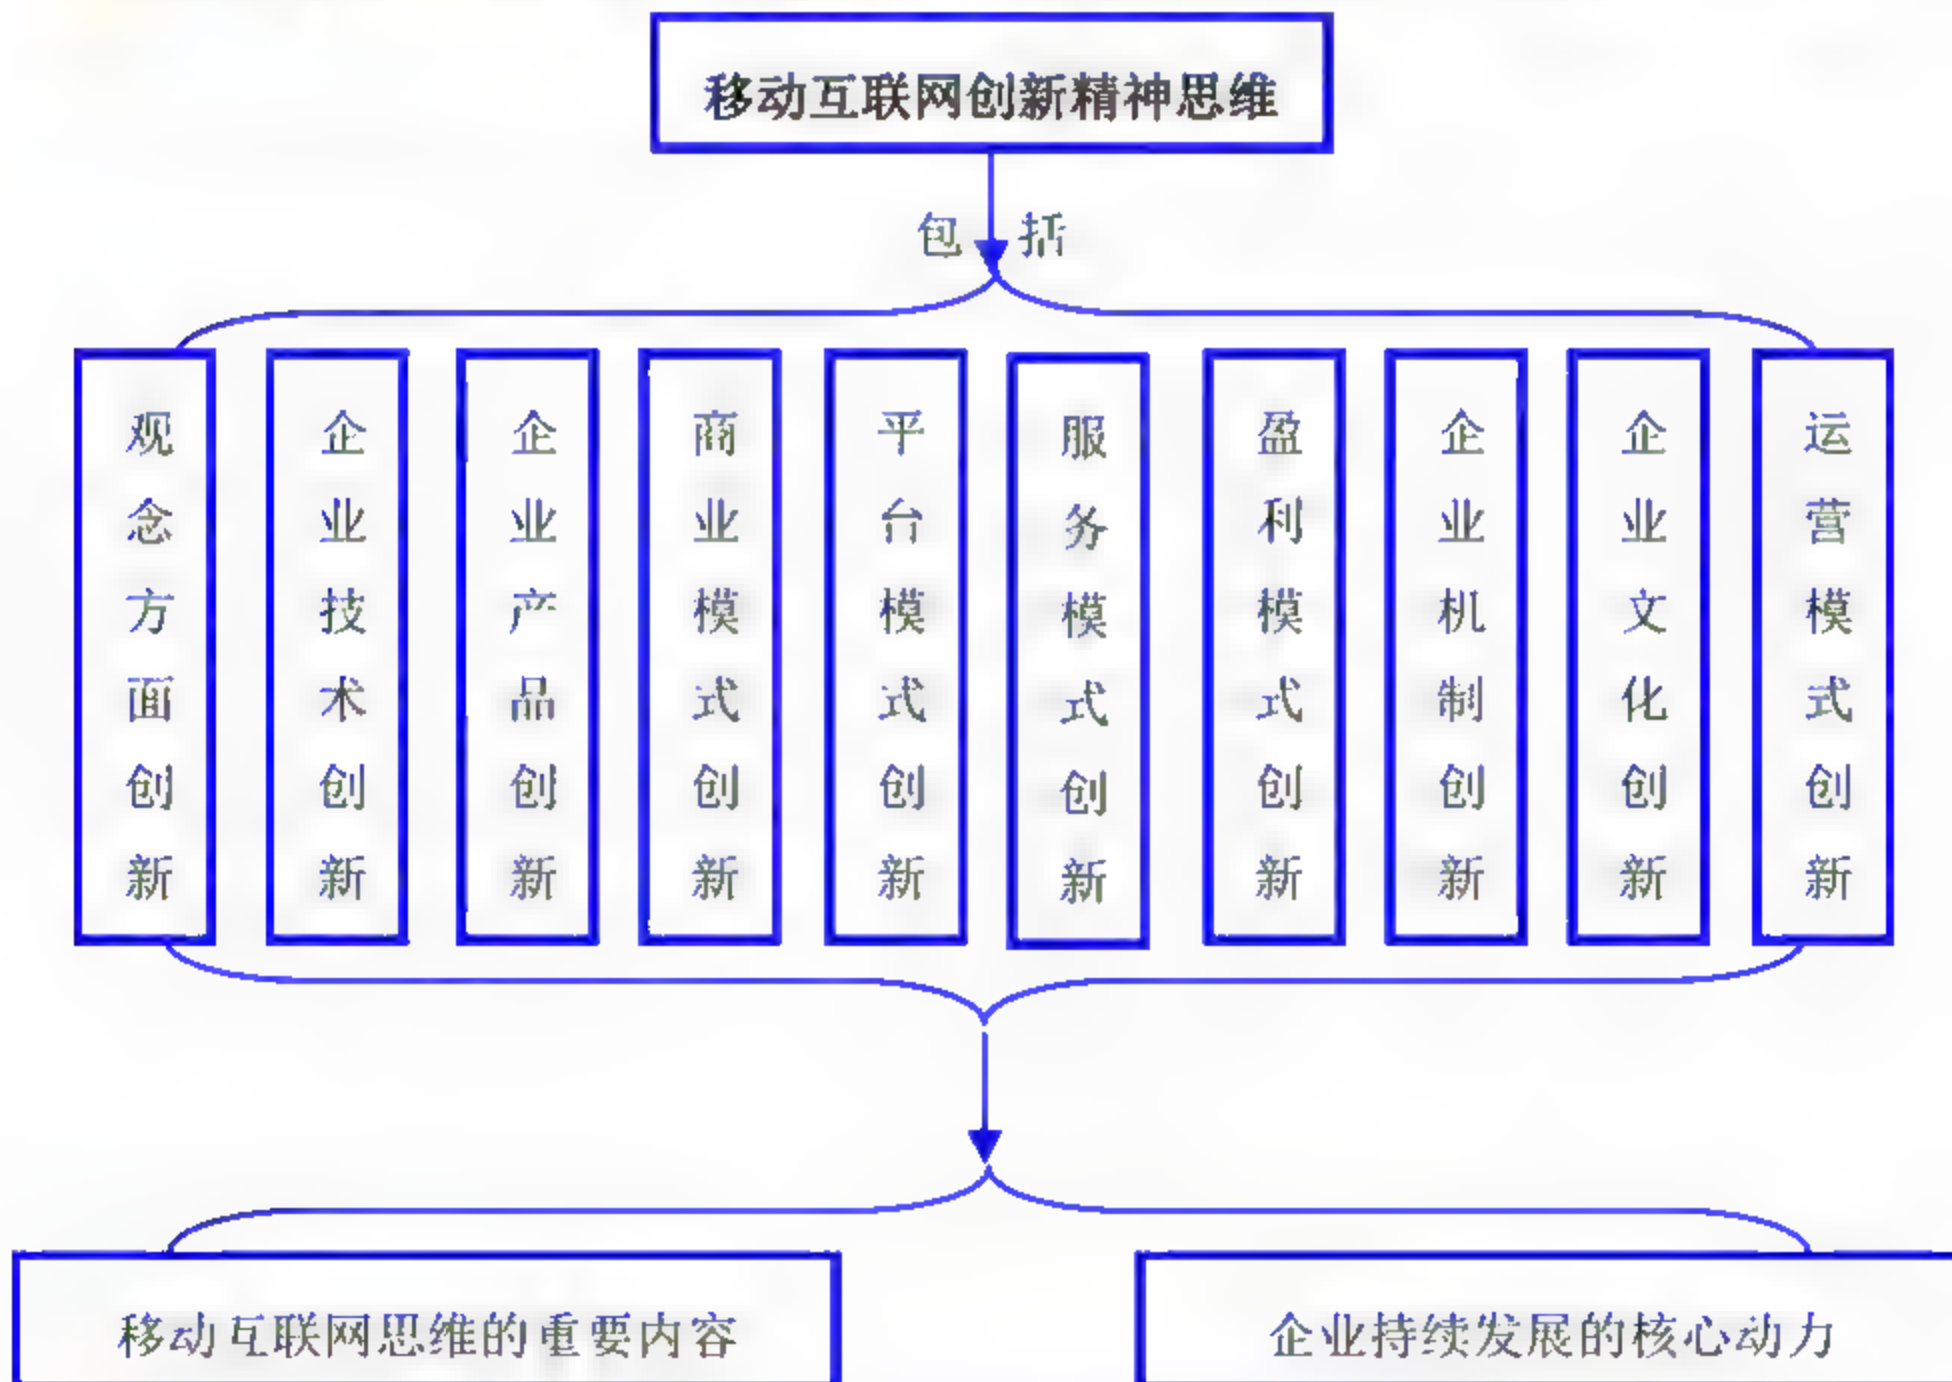 移动互联网创新精神思维
包括
观念方面创新
企业技术创新
企业产品创新
商业模式创新
平台模式创新
服务模式创新
盈利模式创新
企业机制创新
企业文化创新
运营模式创新
移动互联网思维的重要内容
企业持续发展的核心动力